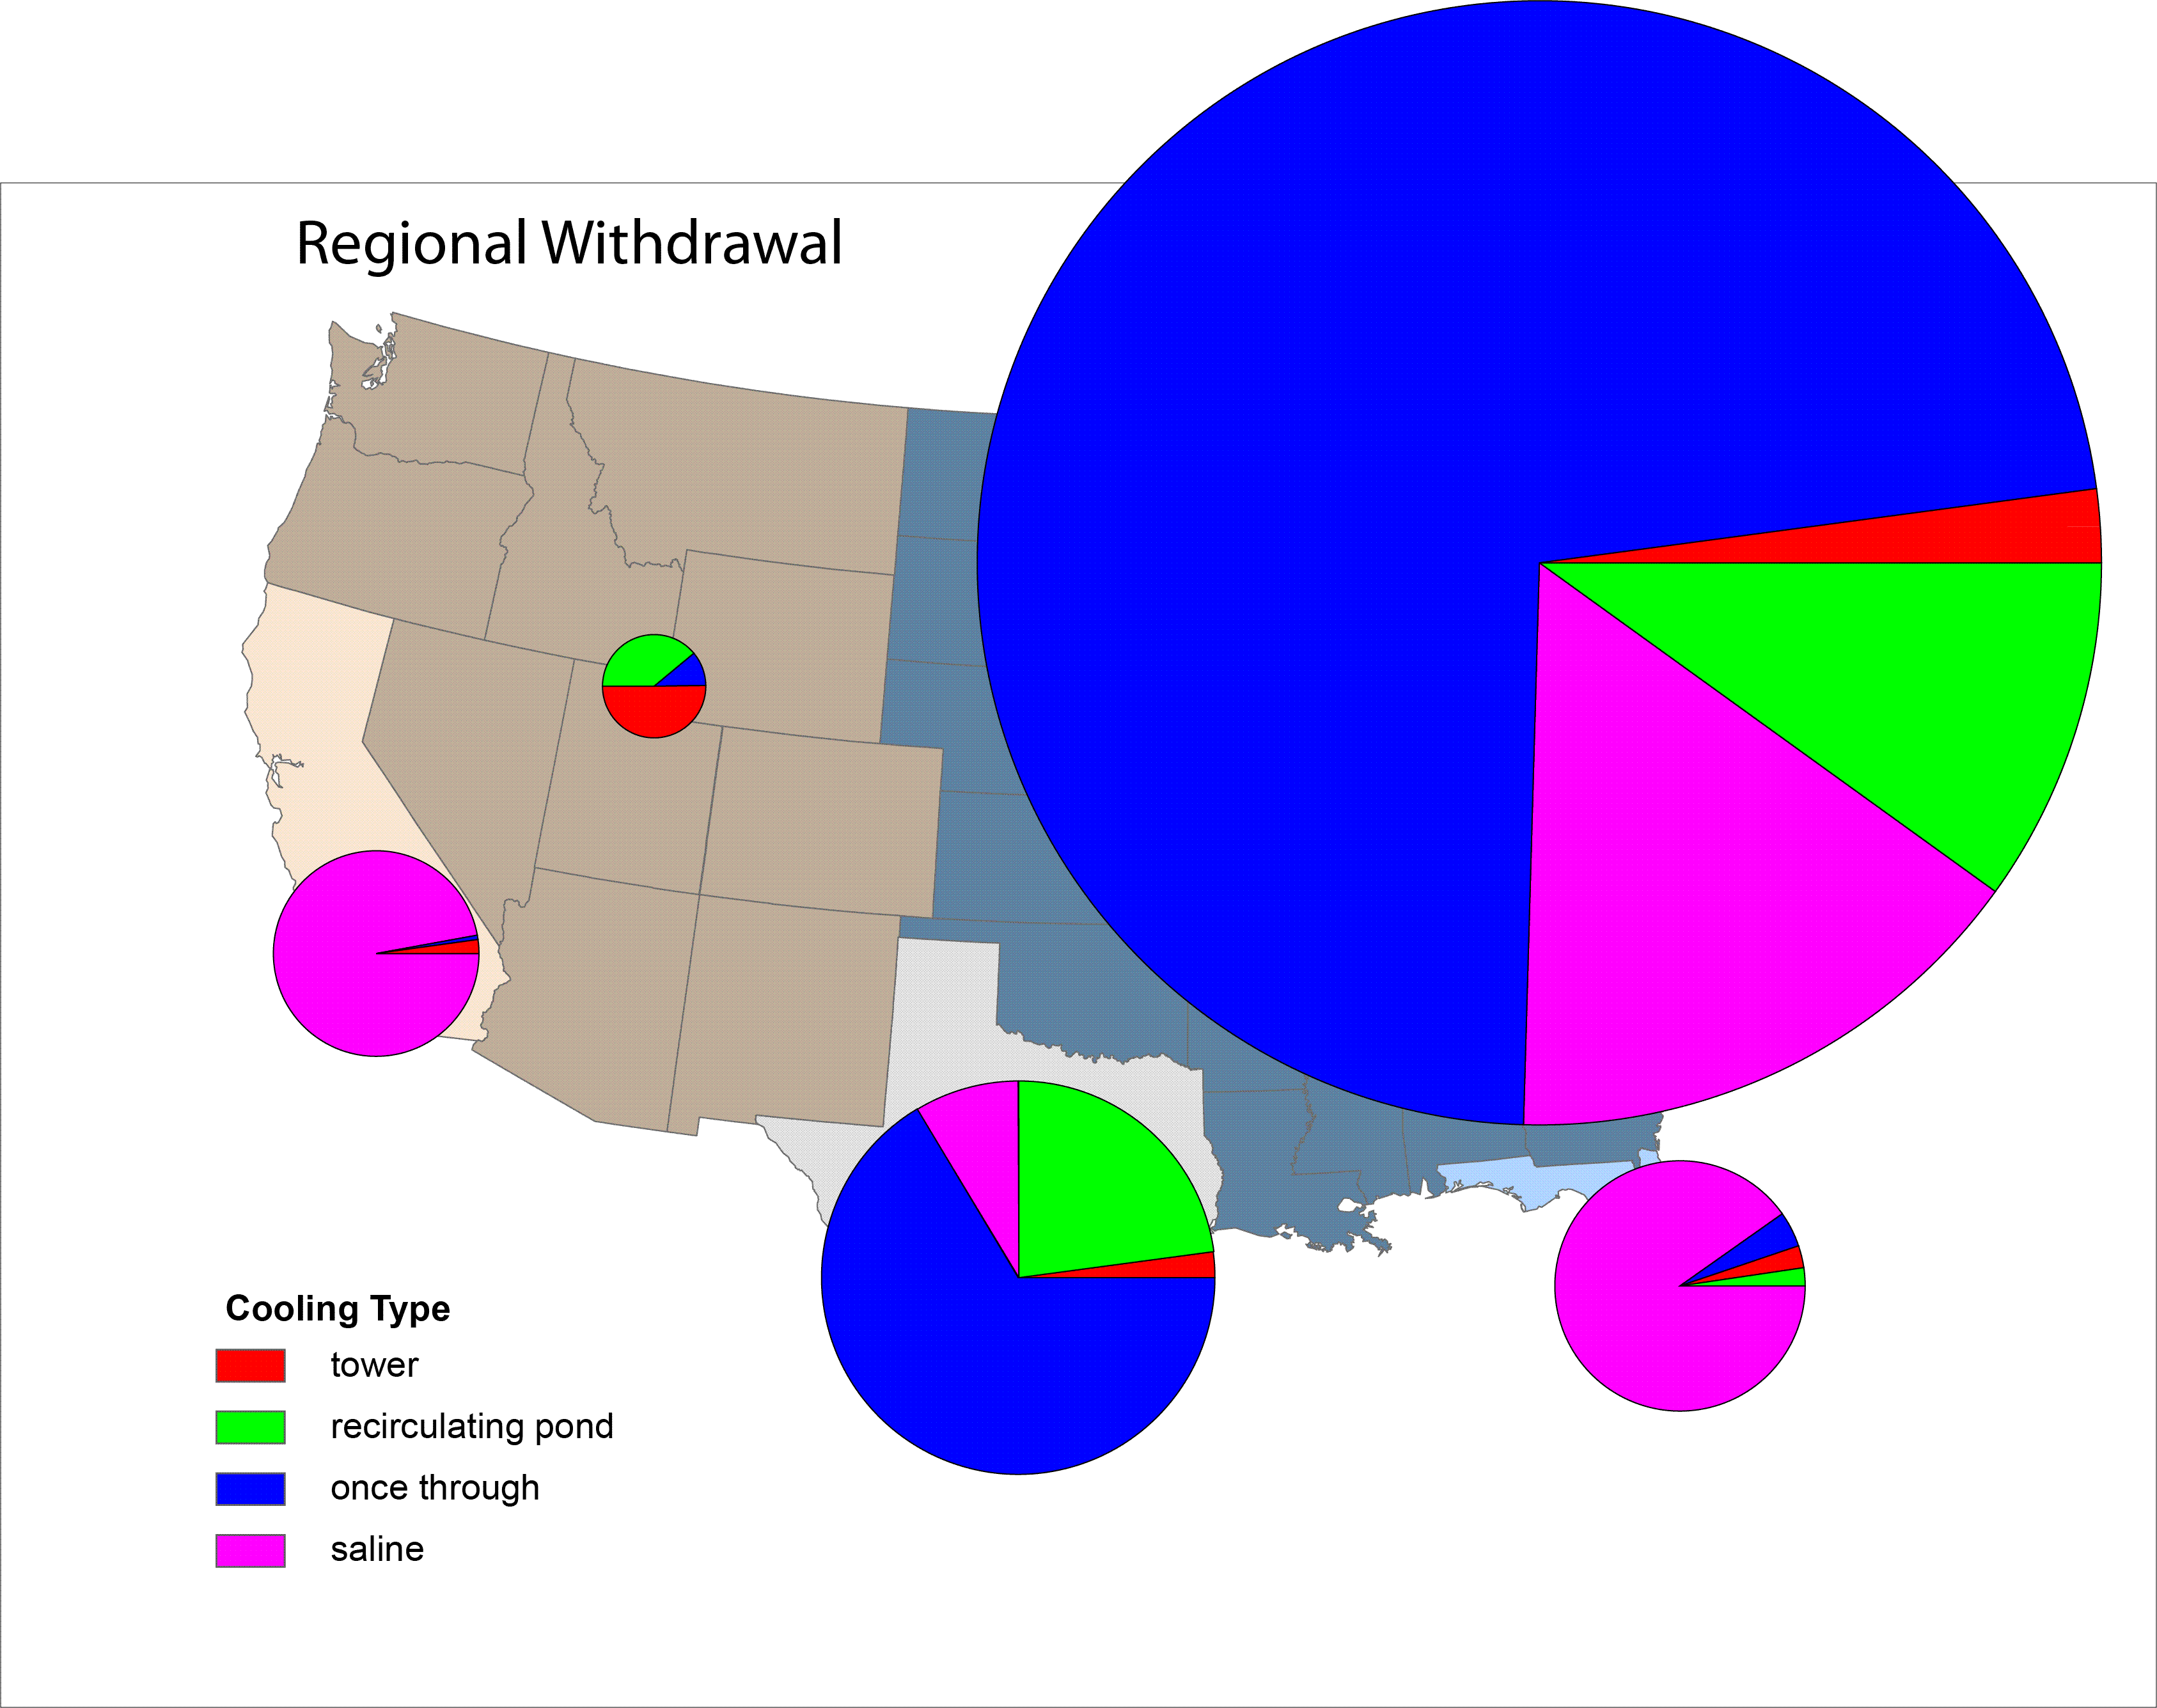 Regional Withdrawal
Cooling Type
tower
recirculating pond
once through
saline